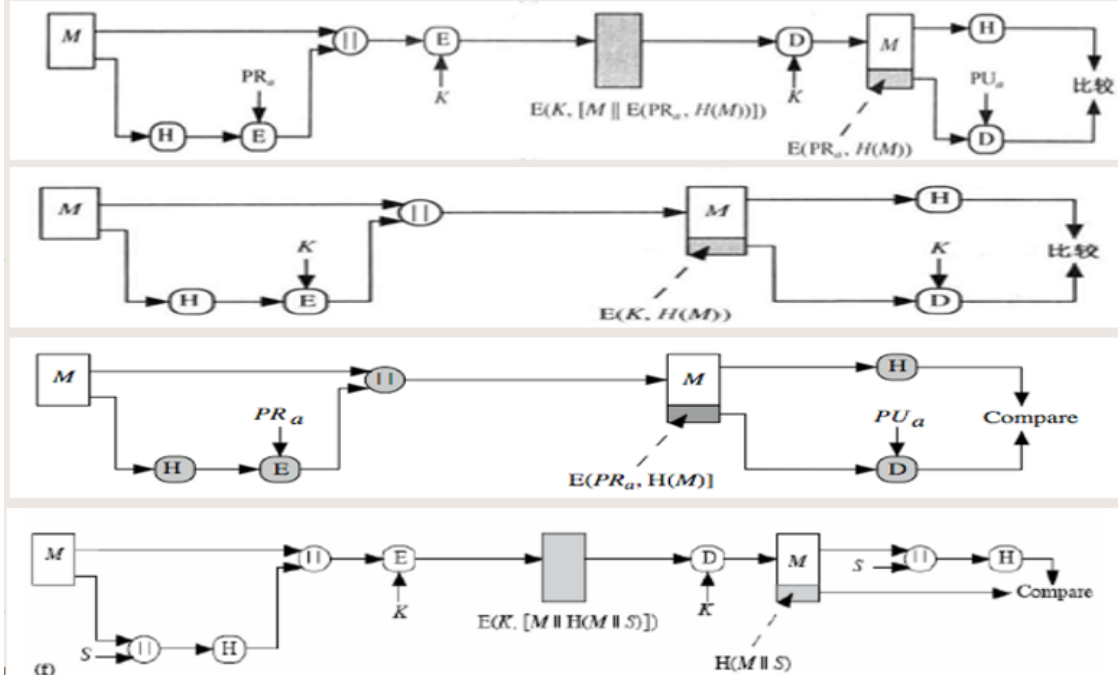 M
||
E
K
E(K, [M || E(PRₐ, H(M))])
D
K
M
H
PRₐ
H
E
PUₐ
D
比较
E(PRₐ, H(M))
M
||
M
H
K
H
E
K
D
比较
E(K, H(M))
M
||
M
H
PRₐ
H
E
PUₐ
D
Compare
E(PRₐ, H(M)]
M
||
E
K
E(K, [M || H(M || S)])
D
K
M
S
||
H
Compare
S
||
H
H(M || S)
(f)